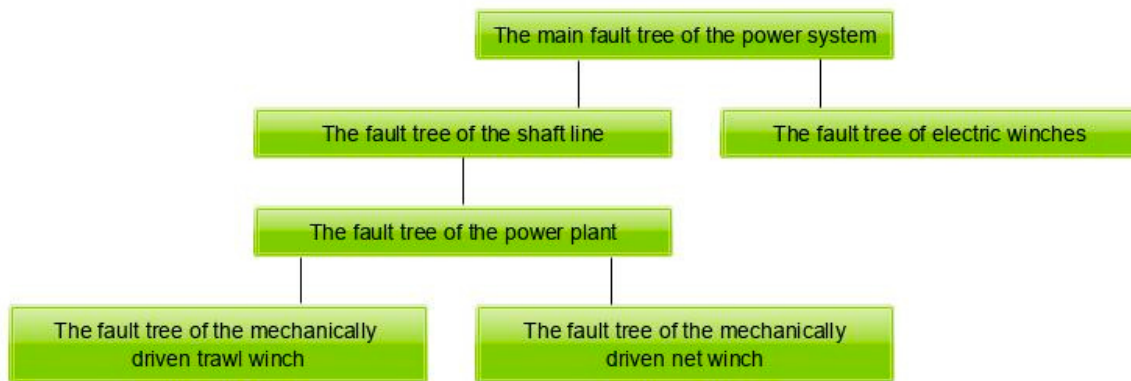 The main fault tree of the power system
The fault tree of the shaft line
The fault tree of electric winches
The fault tree of the power plant
The fault tree of the mechanically
driven trawl winch
The fault tree of the mechanically
driven net winch